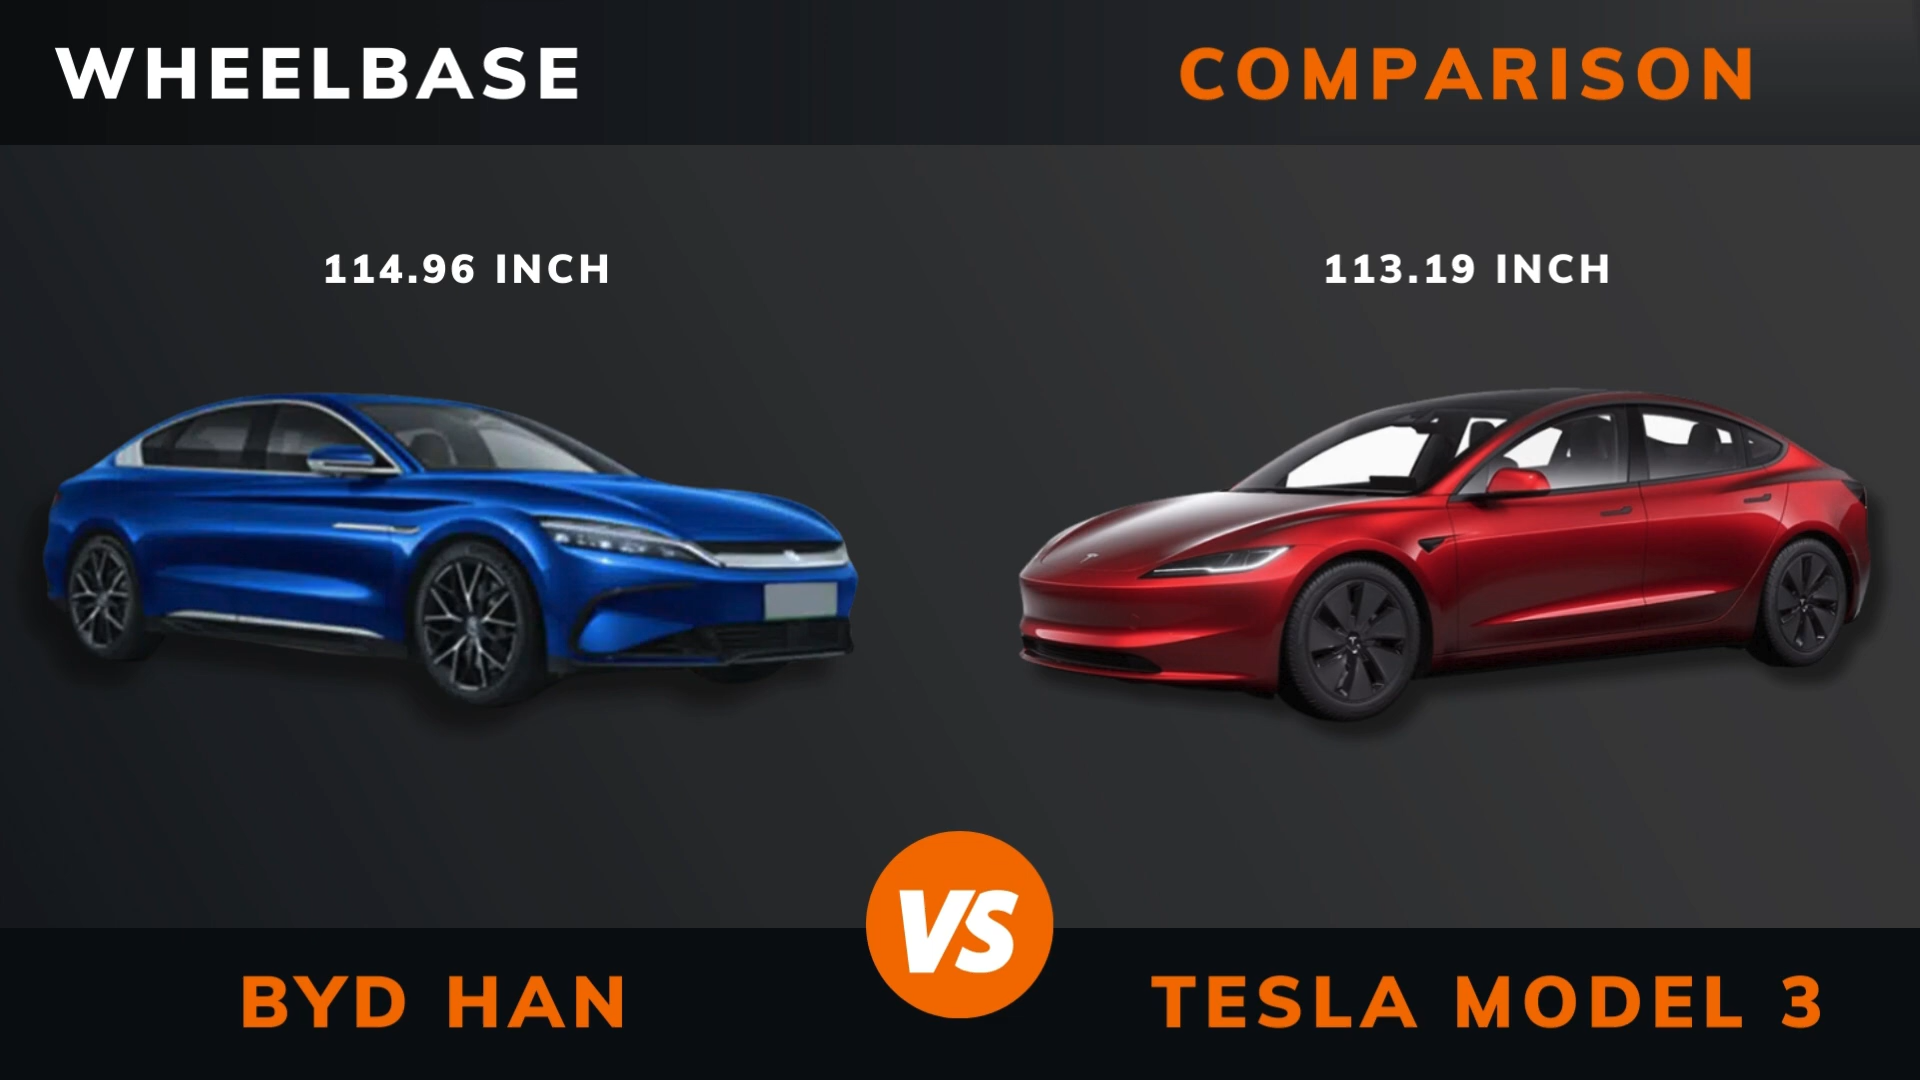 WHEELBASE COMPARISON
114.96 INCH
113.19 INCH
VS
BYD HAN
TESLA MODEL 3